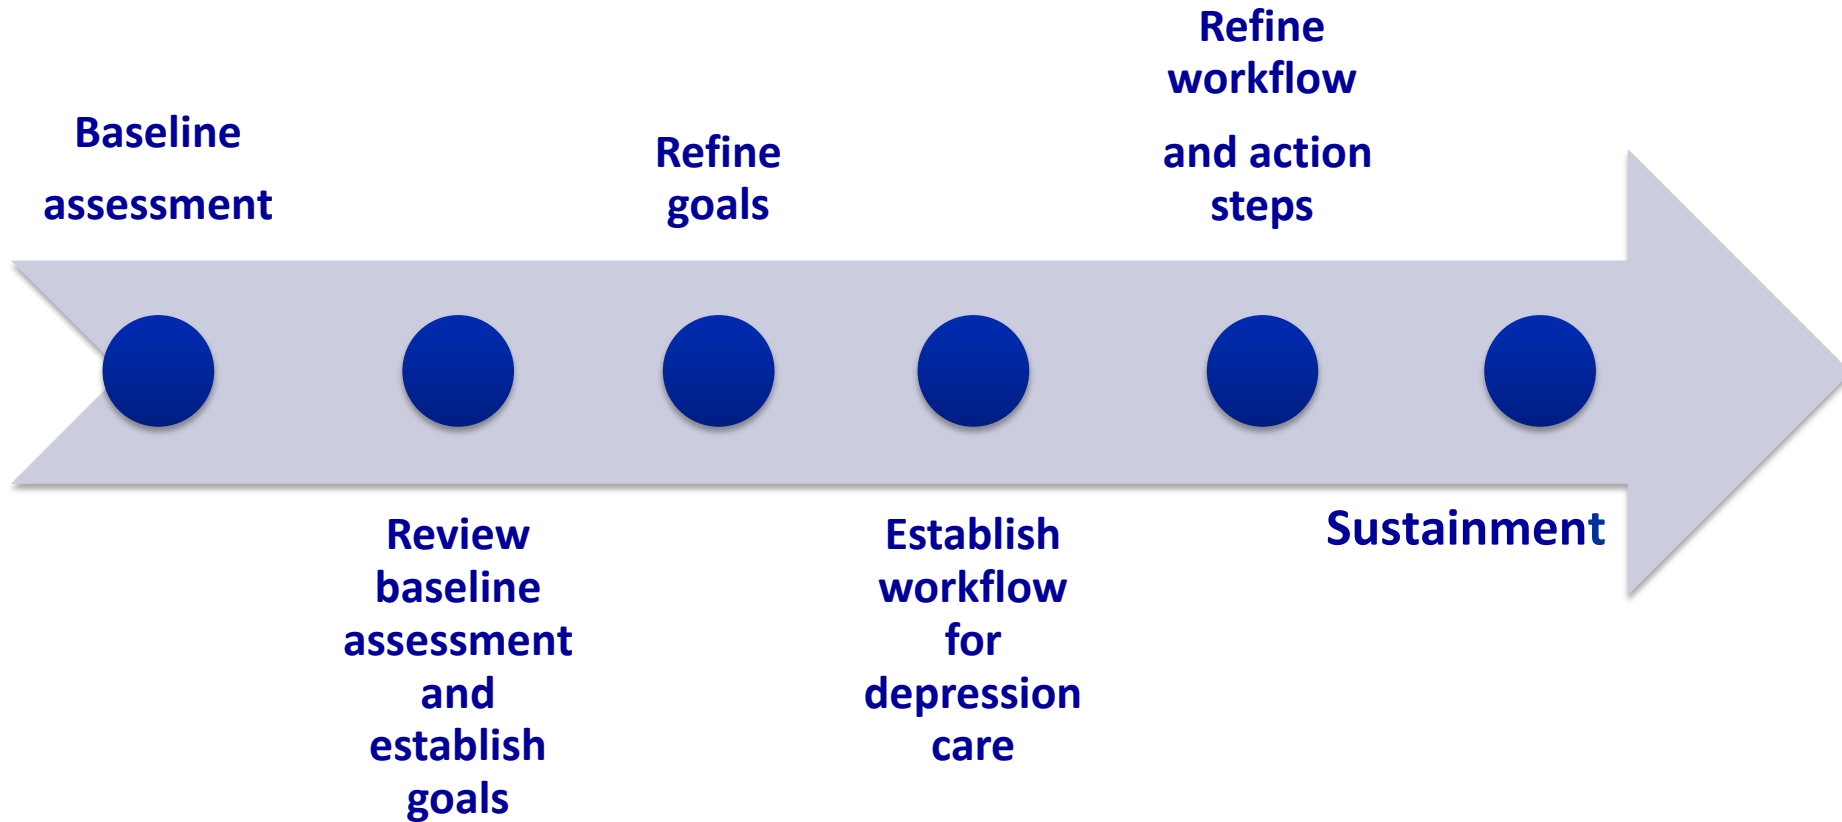 Baseline
assessment
Review
baseline
assessment
and
establish
goals
Refine
goals
Establish
workflow
for
depression
care
Refine
workflow
and action
steps
Sustainment